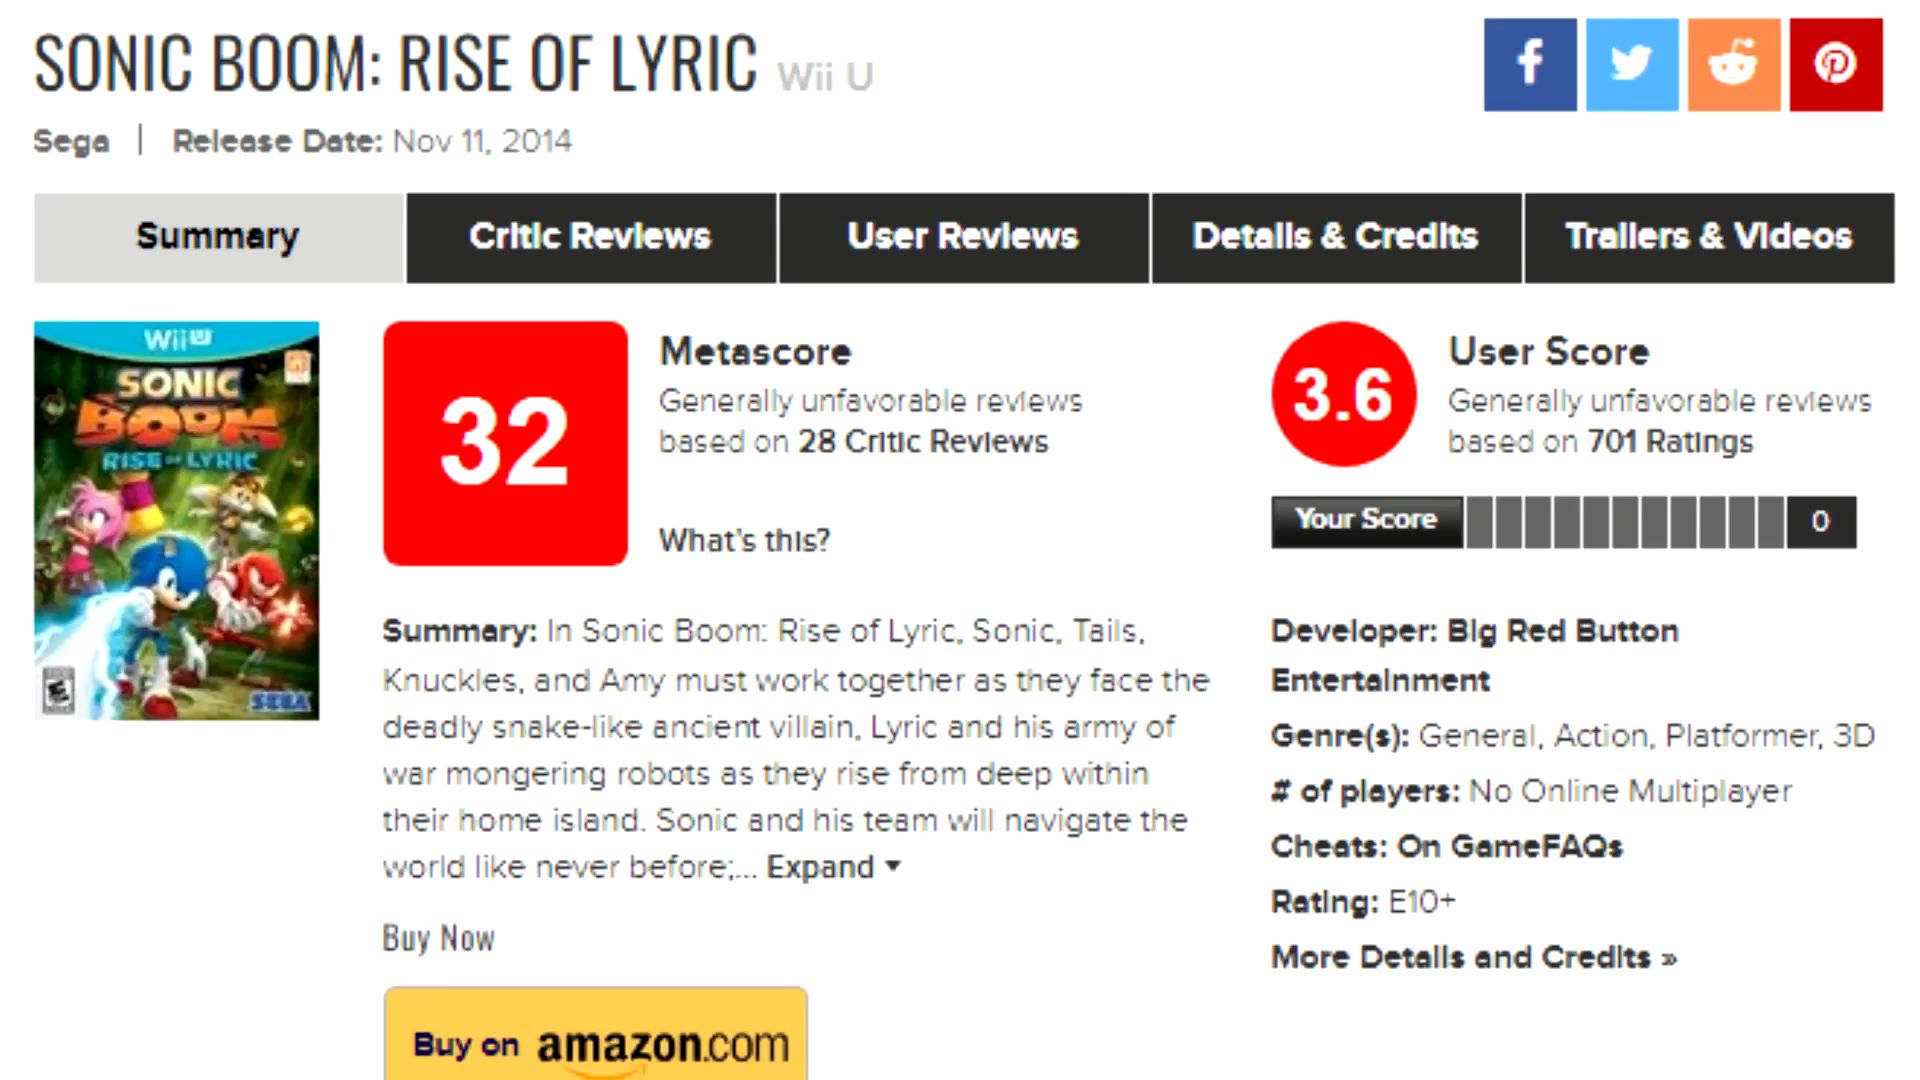 SONIC BOOM: RISE OF LYRIC Wii U
Sega | Release Date: Nov 11, 2014
Summary
Critic Reviews
User Reviews
Details & Credits
Trailers & Videos
Wii U
SONIC
BOOM
RISE OF LYRIC
E
SEGA
32
Metascore
Generally unfavorable reviews
based on 28 Critic Reviews
What's this?
3.6
User Score
Generally unfavorable reviews
based on 701 Ratings
Your Score
0
Summary: In Sonic Boom: Rise of Lyric, Sonic, Tails,
Knuckles, and Amy must work together as they face the
deadly snake-like ancient villain, Lyric and his army of
war mongering robots as they rise from deep within
their home island. Sonic and his team will navigate the
world like never before;... Expand
Buy Now
Buy on amazon.com
Developer: Big Red Button
Entertainment
Genre(s): General, Action, Platformer, 3D
# of players: No Online Multiplayer
Cheats: On GameFAQs
Rating: E10+
More Details and Credits »